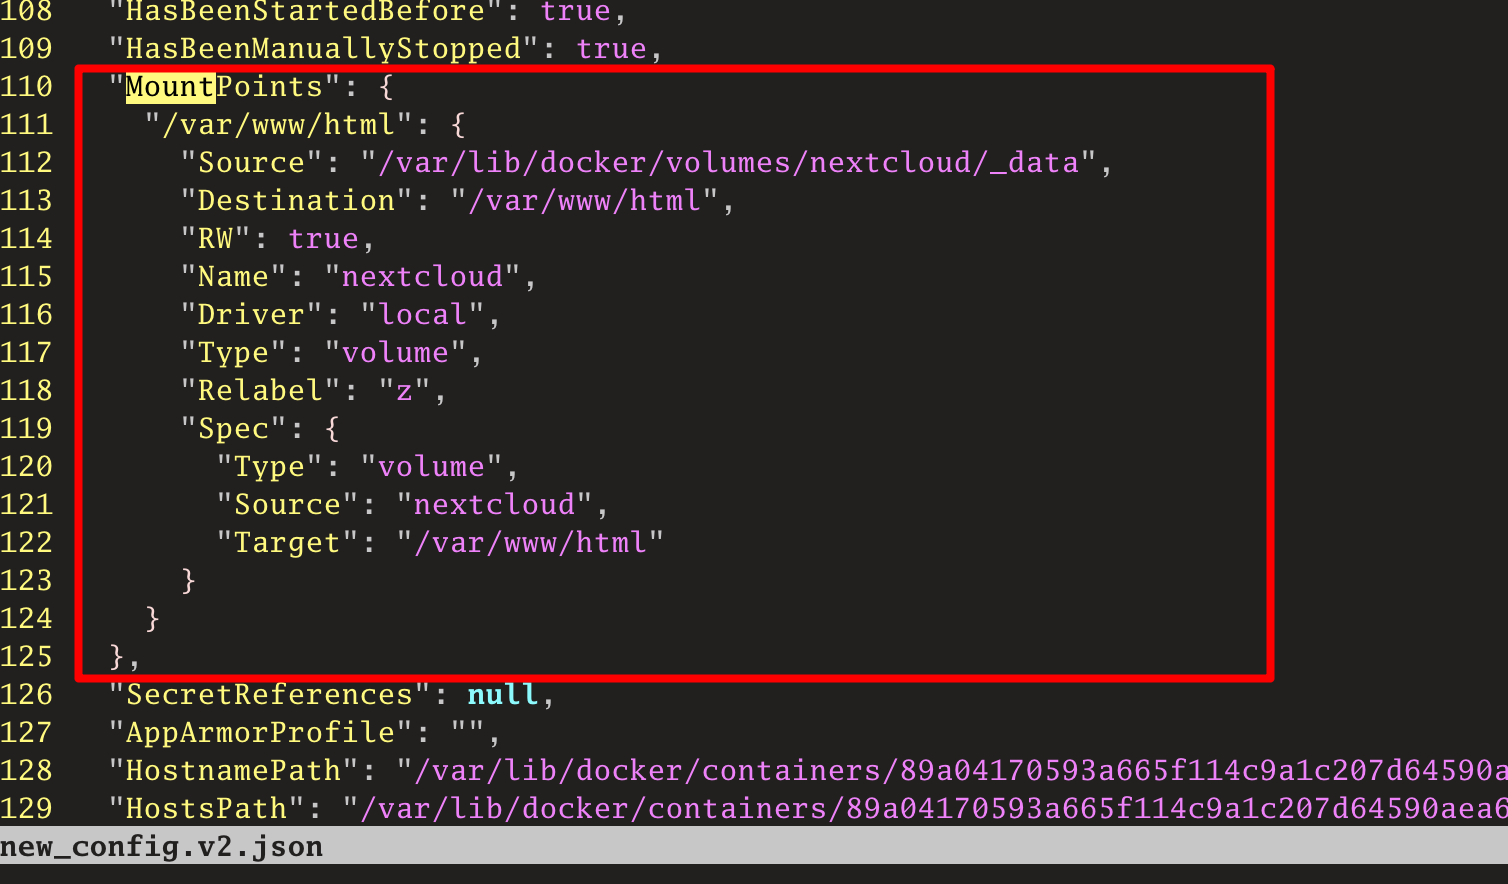 108   "HasBeenStartedBefore": true,
109   "HasBeenManuallyStopped": true,
110   "MountPoints": {
111     "/var/www/html": {
112       "Source": "/var/lib/docker/volumes/nextcloud/_data",
113       "Destination": "/var/www/html",
114       "RW": true,
115       "Name": "nextcloud",
116       "Driver": "local",
117       "Type": "volume",
118       "Relabel": "z",
119       "Spec": {
120         "Type": "volume",
121         "Source": "nextcloud",
122         "Target": "/var/www/html"
123       }
124     }
125   },
126   "SecretReferences": null,
127   "AppArmorProfile": "",
128   "HostnamePath": "/var/lib/docker/containers/89a04170593a665f114c9a1c207d64590a
129   "HostsPath": "/var/lib/docker/containers/89a04170593a665f114c9a1c207d64590aea6
new_config.v2.json